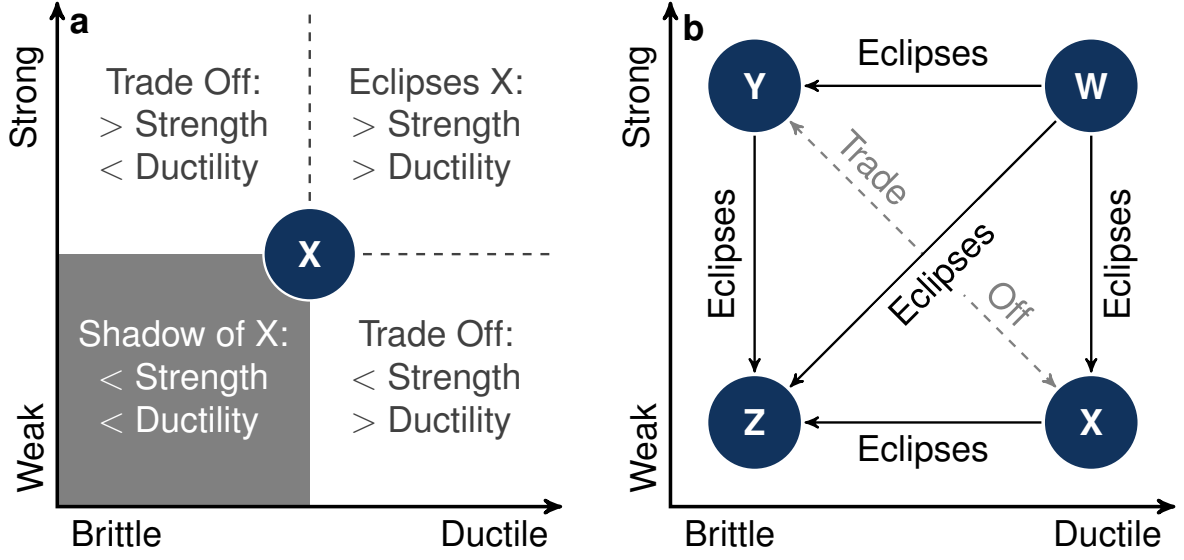 a
Strong
Weak
Trade Off:
> Strength
< Ductility
Eclipses X:
> Strength
> Ductility
X
Shadow of X:
< Strength
< Ductility
Trade Off:
< Strength
> Ductility
Brittle
Ductile
b
Strong
Weak
Y
Eclipses
W
Trade
Off
Eclipses
Eclipses
Eclipses
Z
Eclipses
X
Brittle
Ductile